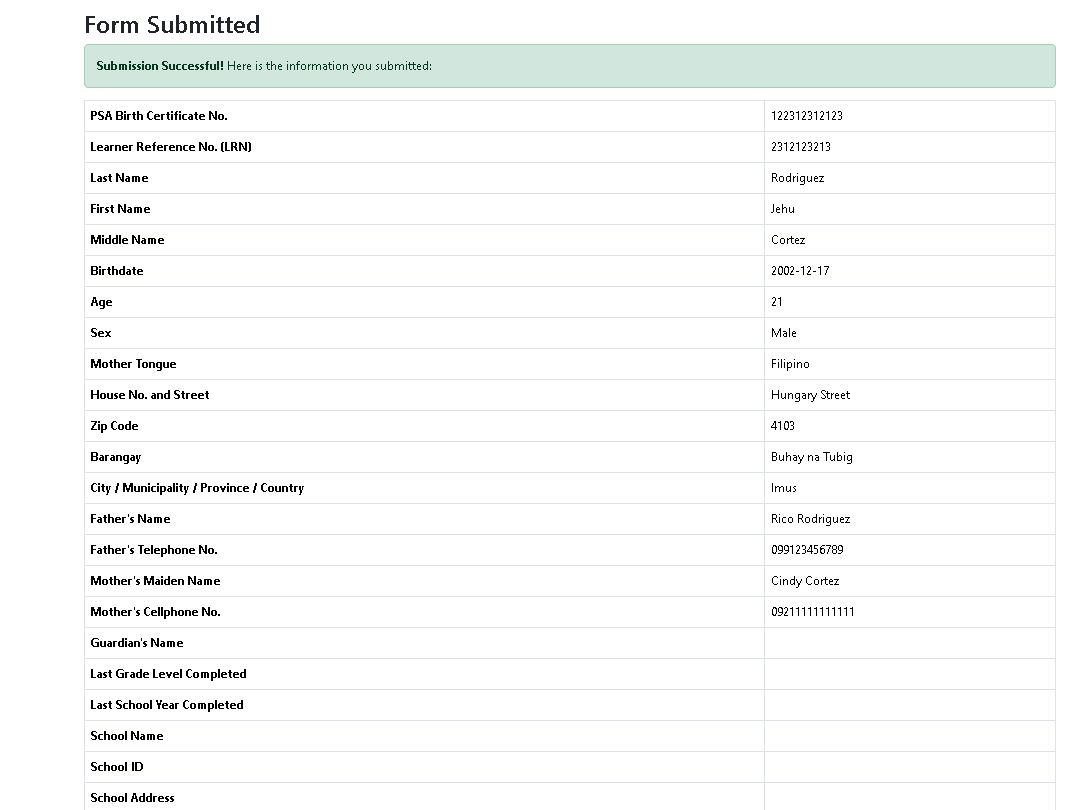 Form Submitted
Submission Successful! Here is the information you submitted:
PSA Birth Certificate No. 122312312123
Learner Reference No. (LRN) 2312123213
Last Name Rodriguez
First Name Jehu
Middle Name Cortez
Birthdate 2002-12-17
Age 21
Sex Male
Mother Tongue Filipino
House No. and Street Hungary Street
Zip Code 4103
Barangay Buhay na Tubig
City / Municipality / Province / Country Imus
Father's Name Rico Rodriguez
Father's Telephone No. 099123456789
Mother's Maiden Name Cindy Cortez
Mother's Cellphone No. 09211111111111
Guardian's Name
Last Grade Level Completed
Last School Year Completed
School Name
School ID
School Address